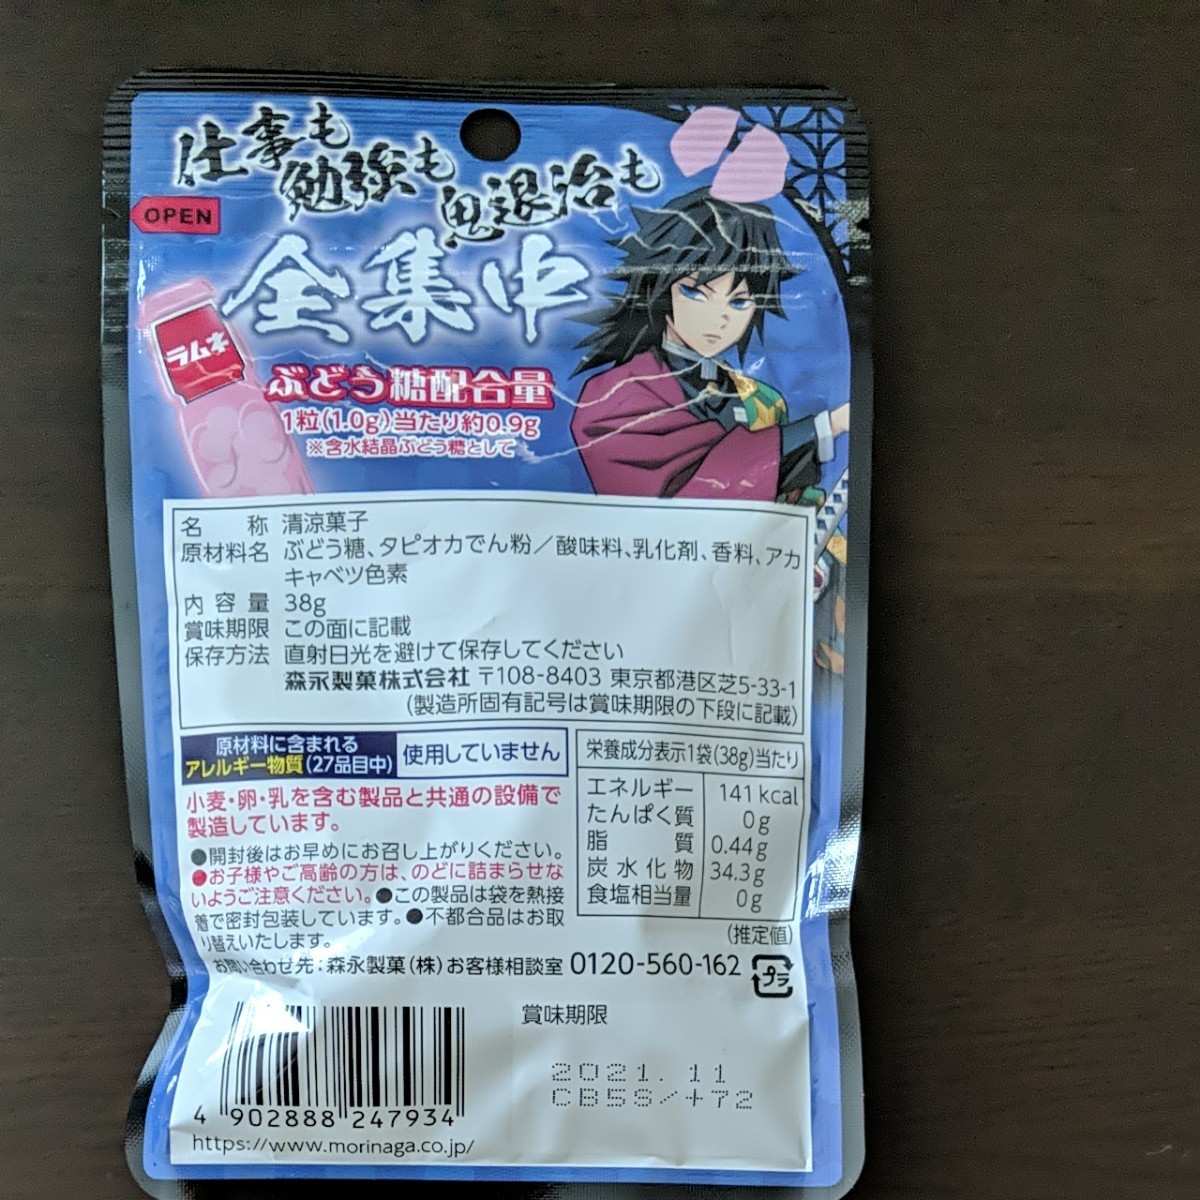 仕事も
勉強も
鬼退治も
OPEN
全集中
ラムネ
ぶどう糖配合量
1粒(1.0g)当たり約0.9g
※含水結晶ぶどう糖として
名称 清涼菓子
原材料名 ぶどう糖、タピオカでん粉／酸味料、乳化剤、香料、アカ
キャベツ色素
内容量 38g
賞味期限 この面に記載
保存方法 直射日光を避けて保存してください
森永製菓株式会社 〒108-8403 東京都港区芝5-33-1
(製造所固有記号は賞味期限の下段に記載)
原材料に含まれる
アレルギー物質(27品目中) 使用していません
小麦・卵・乳を含む製品と共通の設備で
製造しています。
●開封後はお早めにお召し上がりください。
●お子様やご高齢の方は、のどに詰まらせな
いようご注意ください。●この製品は袋を熱接
着で密封包装しています。●不都合品はお取
り替えいたします。
栄養成分表示1袋(38g)当たり
エネルギー 141kcal
たんぱく質 0g
脂質 0.44g
炭水化物 34.3g
食塩相当量 0g
(推定値)
お問い合わせ先：森永製菓(株)お客様相談室 0120-560-162
プラ
賞味期限
2021.11
CB5S/+72
4 902888 247934
https://www.morinaga.co.jp/